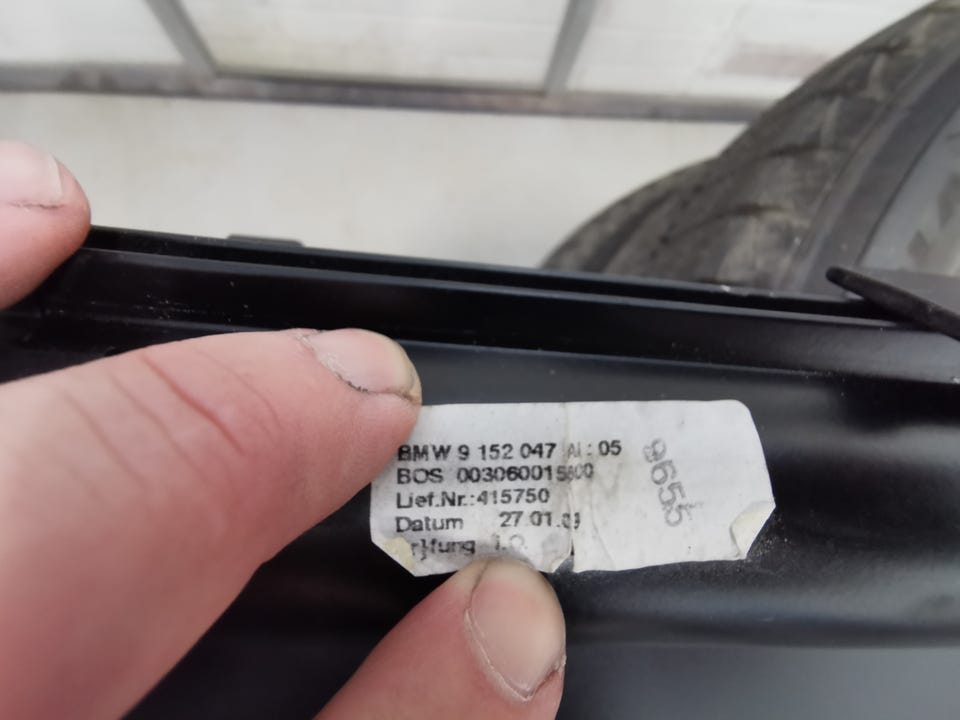 BMW 9 152 047 AI: 05
BOS 003060015800
Lief.Nr.:415750
Datum 27.01.09
I.O.
9655